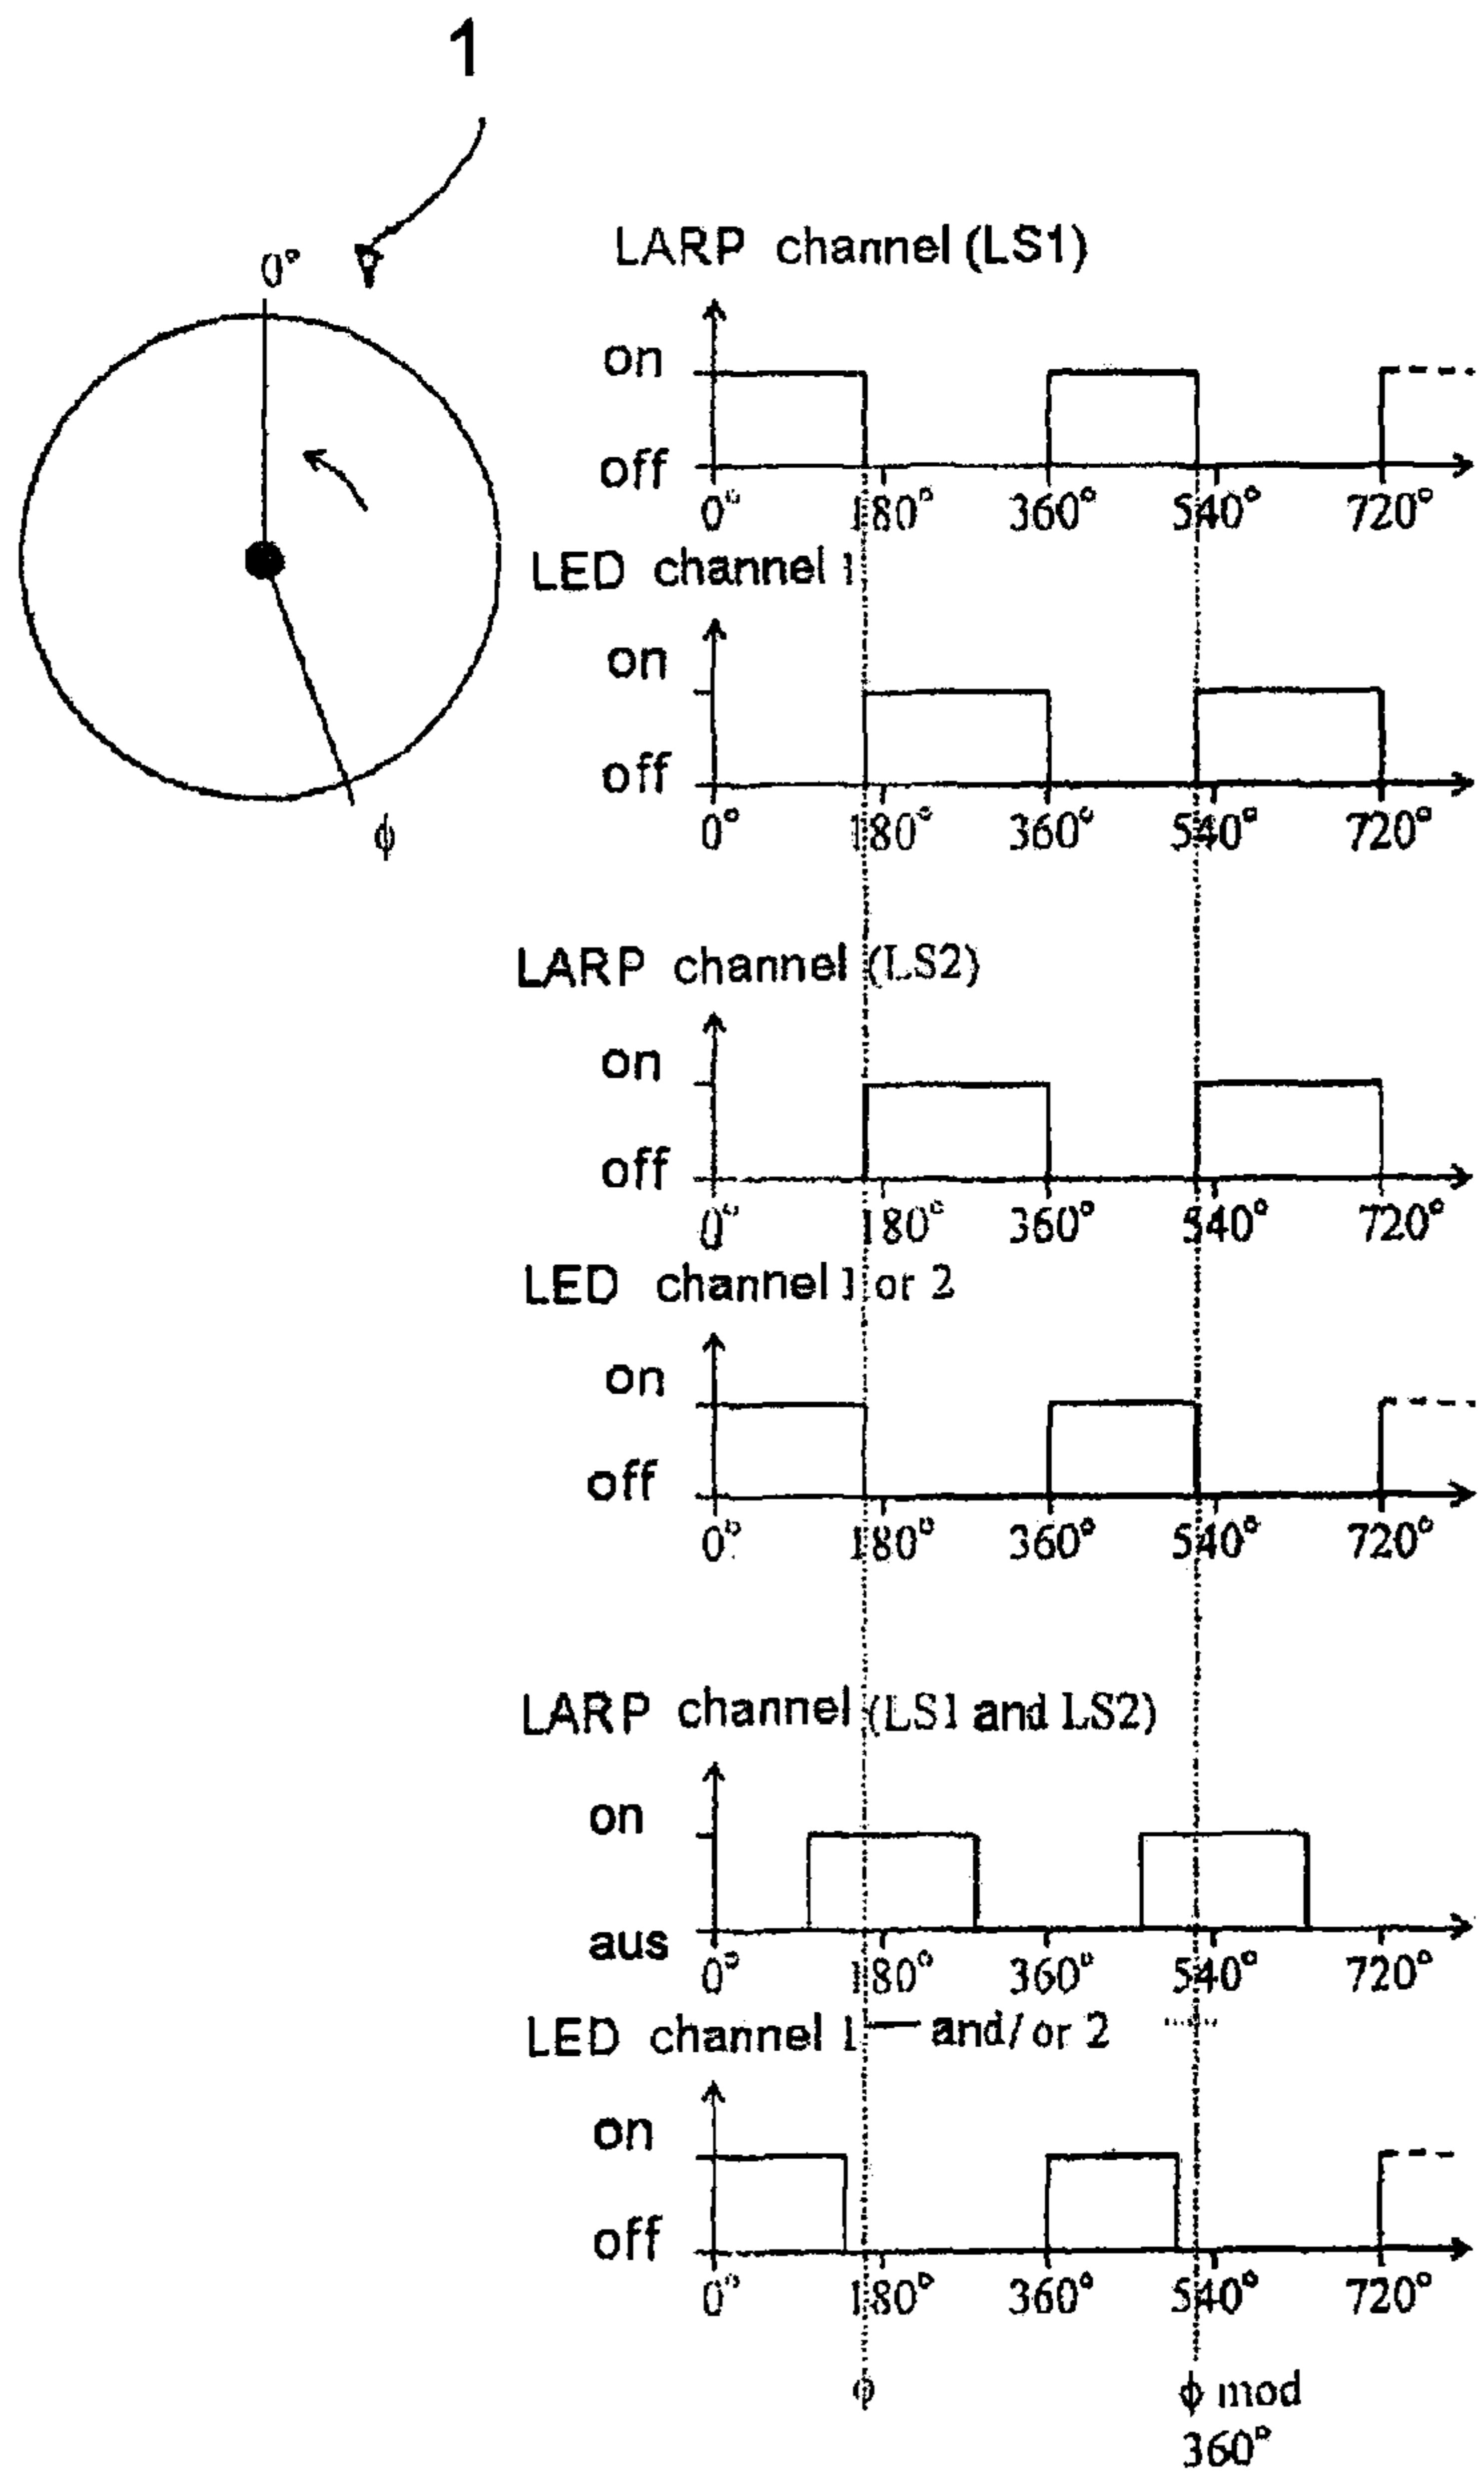 1
0°
ϕ
LARP channel (LS1)
on
off
0° 180° 360° 540° 720°
LED channel 1
on
off
0° 180° 360° 540° 720°
LARP channel (LS2)
on
off
0° 180° 360° 540° 720°
LED channel 1 or 2
on
off
0° 180° 360° 540° 720°
LARP channel (LS1 and LS2)
on
aus
0° 180° 360° 540° 720°
LED channel 1 — and/or 2 .....
on
off
0° 180° 360° 540° 720°
ϕ ϕ mod
360°